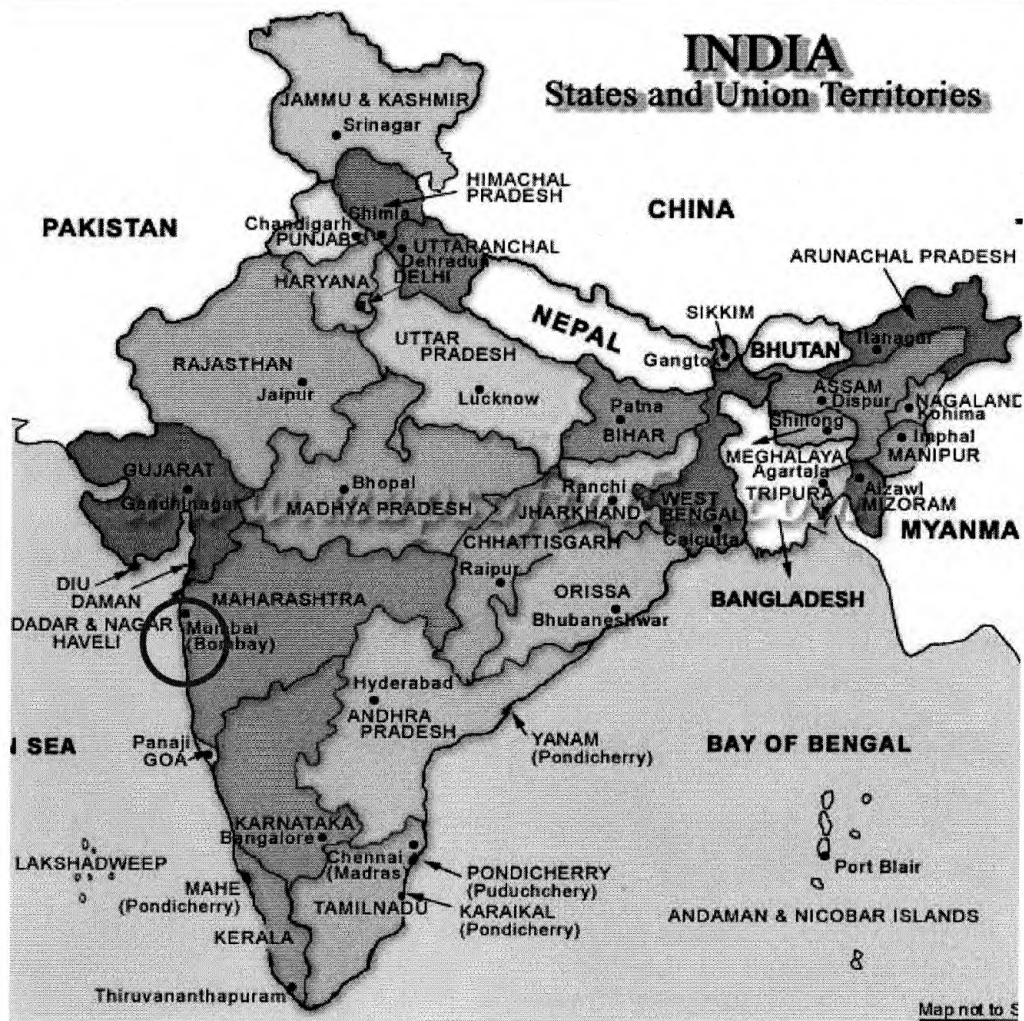 INDIA
States and Union Territories
JAMMU & KASHMIR
Srinagar
HIMACHAL
PRADESH
CHINA
PAKISTAN
Shimla
Chandigarh
PUNJAB
UTTARANCHAL
Dehradun
DELHI
HARYANA
ARUNACHAL PRADESH
SIKKIM
NEPAL
BHUTAN
Itanagar
Gangto
UTTAR
PRADESH
RAJASTHAN
Jaipur
Lucknow
ASSAM
Dispur
NAGALAND
Kohima
Patna
BIHAR
Shillong
Imphal
MANIPUR
MEGHALAYA
Agartala
TRIPURA
Aizawl
MIZORAM
GUJARAT
Gandhinagar
Bhopal
MADHYA PRADESH
Ranchi
JHARKHAND
WEST
BENGAL
Calcutta
MYANMA
CHHATTISGARH
Raipur
ORISSA
Bhubaneshwar
BANGLADESH
DIU
DAMAN
MAHARASHTRA
DADAR & NAGAR
HAVELI
Mumbai
(Bombay)
Hyderabad
ANDHRA
PRADESH
YANAM
(Pondicherry)
BAY OF BENGAL
N SEA
Panaji
GOA
KARNATAKA
Bangalore
Chennai
(Madras)
LAKSHADWEEP
MAHE
(Pondicherry)
TAMILNADU
PONDICHERRY
(Puduchchery)
KARAIKAL
(Pondicherry)
Port Blair
ANDAMAN & NICOBAR ISLANDS
KERALA
Thiruvananthapuram
Map not to S